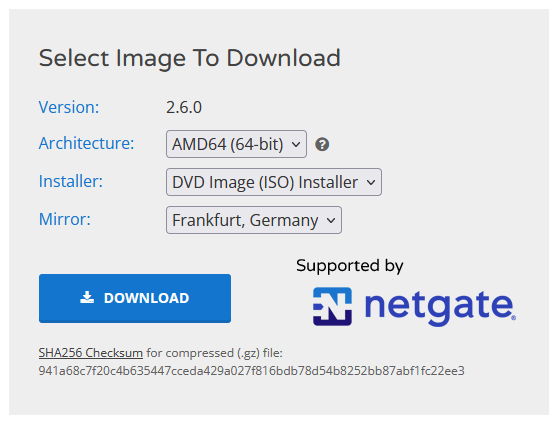 Select Image To Download
Version: 2.6.0
Architecture: AMD64 (64-bit)
Installer: DVD Image (ISO) Installer
Mirror: Frankfurt, Germany
Supported by
DOWNLOAD
N netgate®
SHA256 Checksum for compressed (.gz) file:
941a68c7f20c4b635447cceda429a027f816bdb78d54b8252bb87abf1fc22ee3